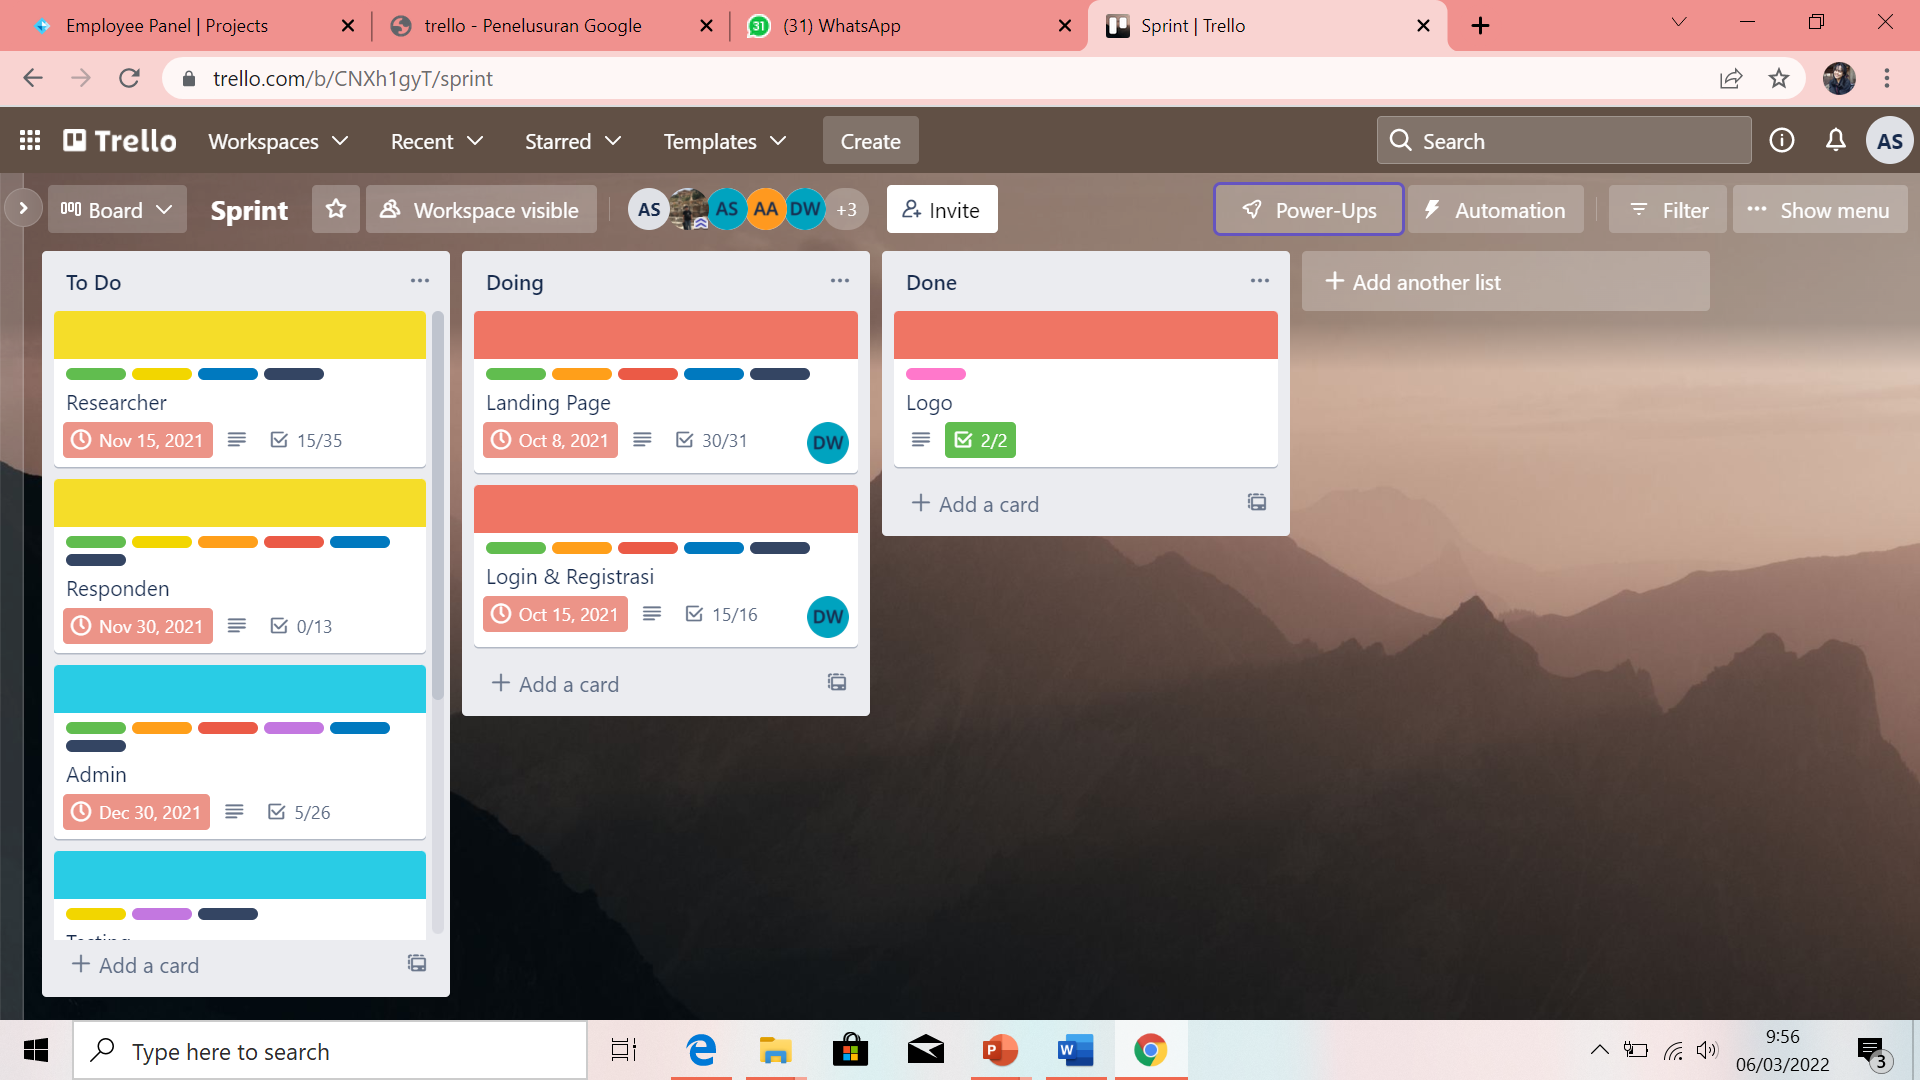 Employee Panel | Projects
trello - Penelusuran Google
31
(31) WhatsApp
Sprint | Trello
trello.com/b/CNXh1gyT/sprint
Trello
Workspaces
Recent
Starred
Templates
Create
Search
AS
Board
Sprint
Workspace visible
AS
AS
AA
DW
+3
Invite
Power-Ups
Automation
Filter
Show menu
To Do
Researcher
Nov 15, 2021
15/35
Responden
Nov 30, 2021
0/13
Admin
Dec 30, 2021
5/26
Testing
+ Add a card
Doing
Landing Page
Oct 8, 2021
30/31
DW
Login & Registrasi
Oct 15, 2021
15/16
DW
+ Add a card
Done
Logo
2/2
+ Add a card
+ Add another list
Type here to search
P
W
9:56
06/03/2022
3